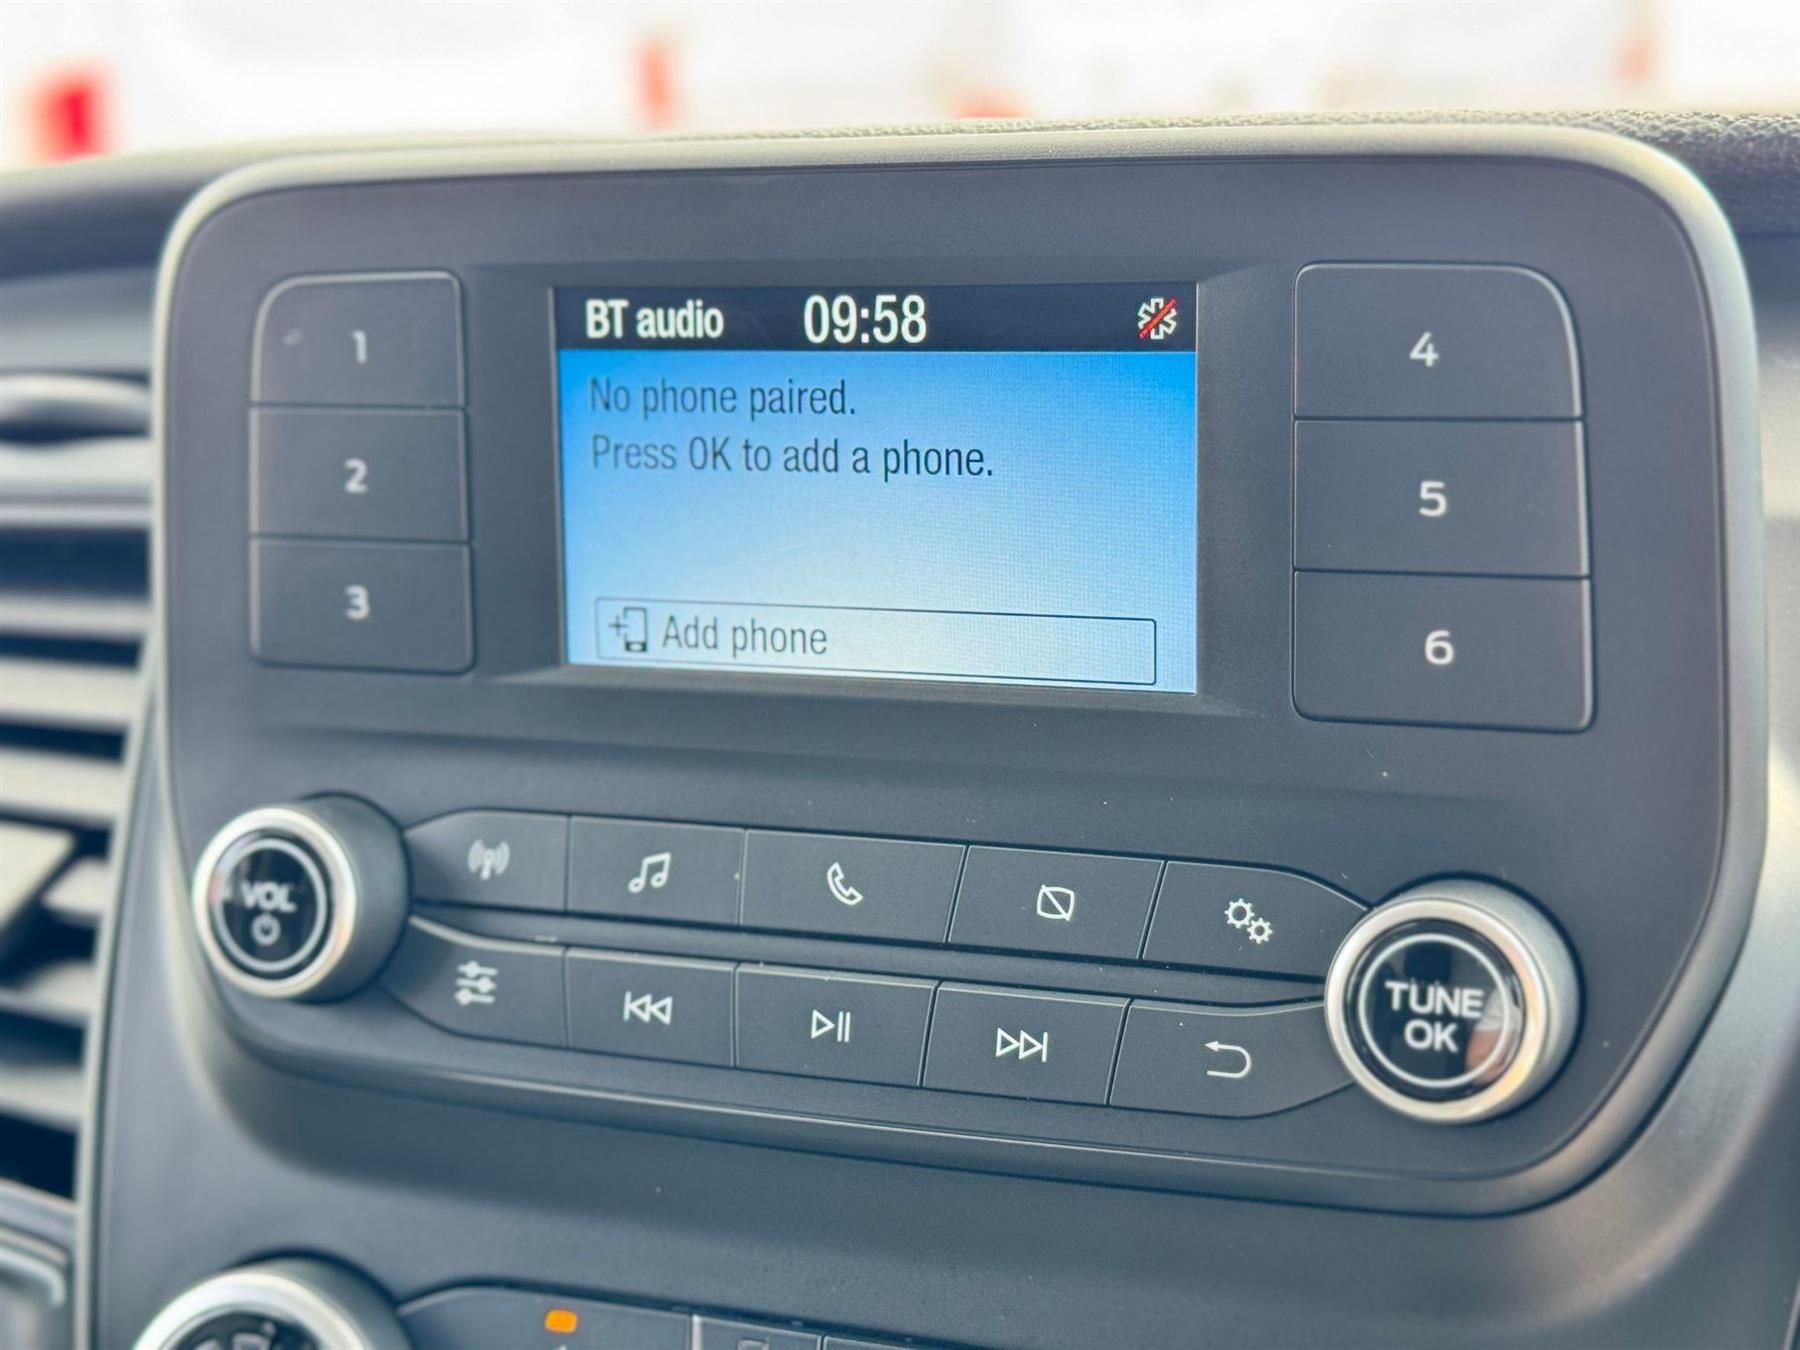 BT audio 09:58
No phone paired.
Press OK to add a phone.
Add phone
1
2
3
4
5
6
VOL
TUNE
OK